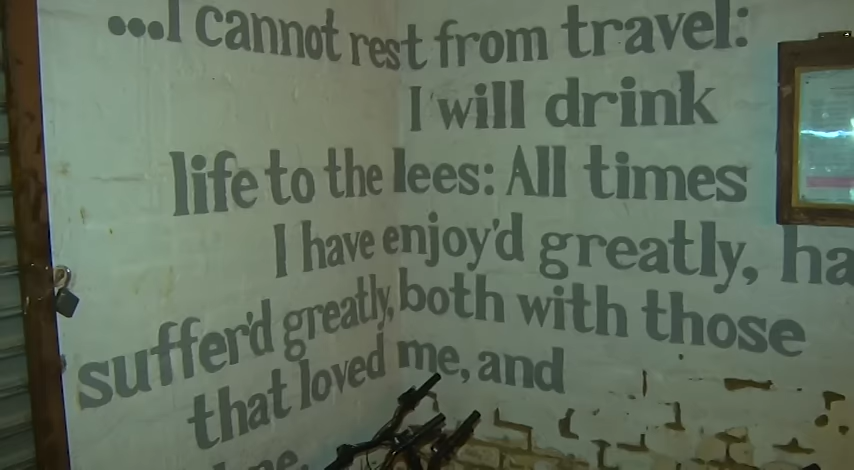 ...I cannot rest from travel:
I will drink
life to the lees: All times
I have enjoy'd greatly, ha
suffer'd greatly, both with those
that loved me, and